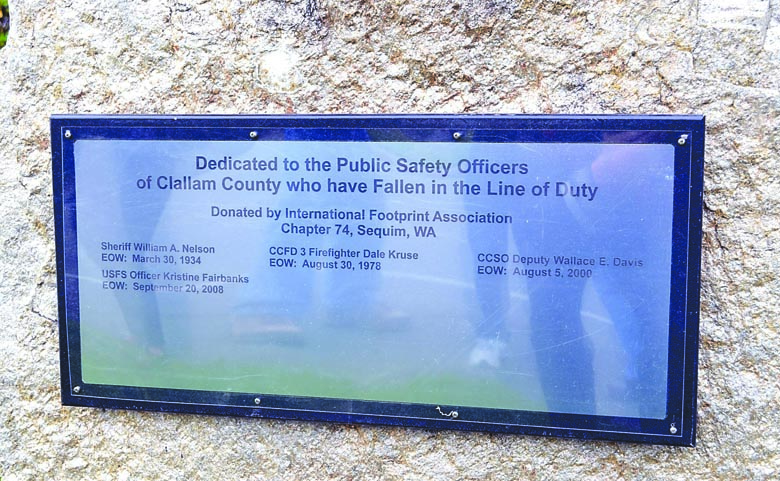 Dedicated to the Public Safety Officers
of Clallam County who have Fallen in the Line of Duty
Donated by International Footprint Association
Chapter 74, Sequim, WA
Sheriff William A. Nelson
EOW: March 30, 1934
CCFD 3 Firefighter Dale Kruse
EOW: August 30, 1978
CCSO Deputy Wallace E. Davis
EOW: August 5, 2000
USFS Officer Kristine Fairbanks
EOW: September 20, 2008